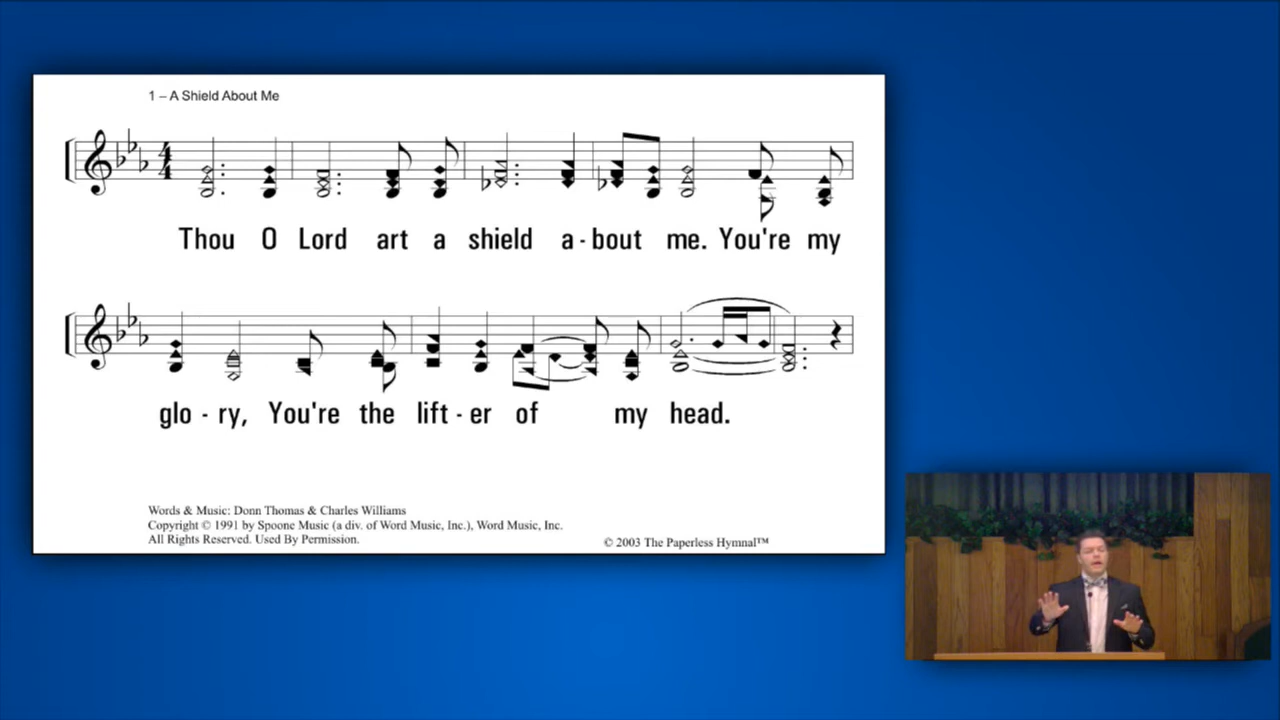 1 – A Shield About Me
4
4
Thou O Lord art a shield a - bout me. You're my
glo - ry, You're the lift - er of my head.
Words & Music: Donn Thomas & Charles Williams
Copyright © 1991 by Spoone Music (a div. of Word Music, Inc.), Word Music, Inc.
All Rights Reserved. Used By Permission.
© 2003 The Paperless Hymnal™